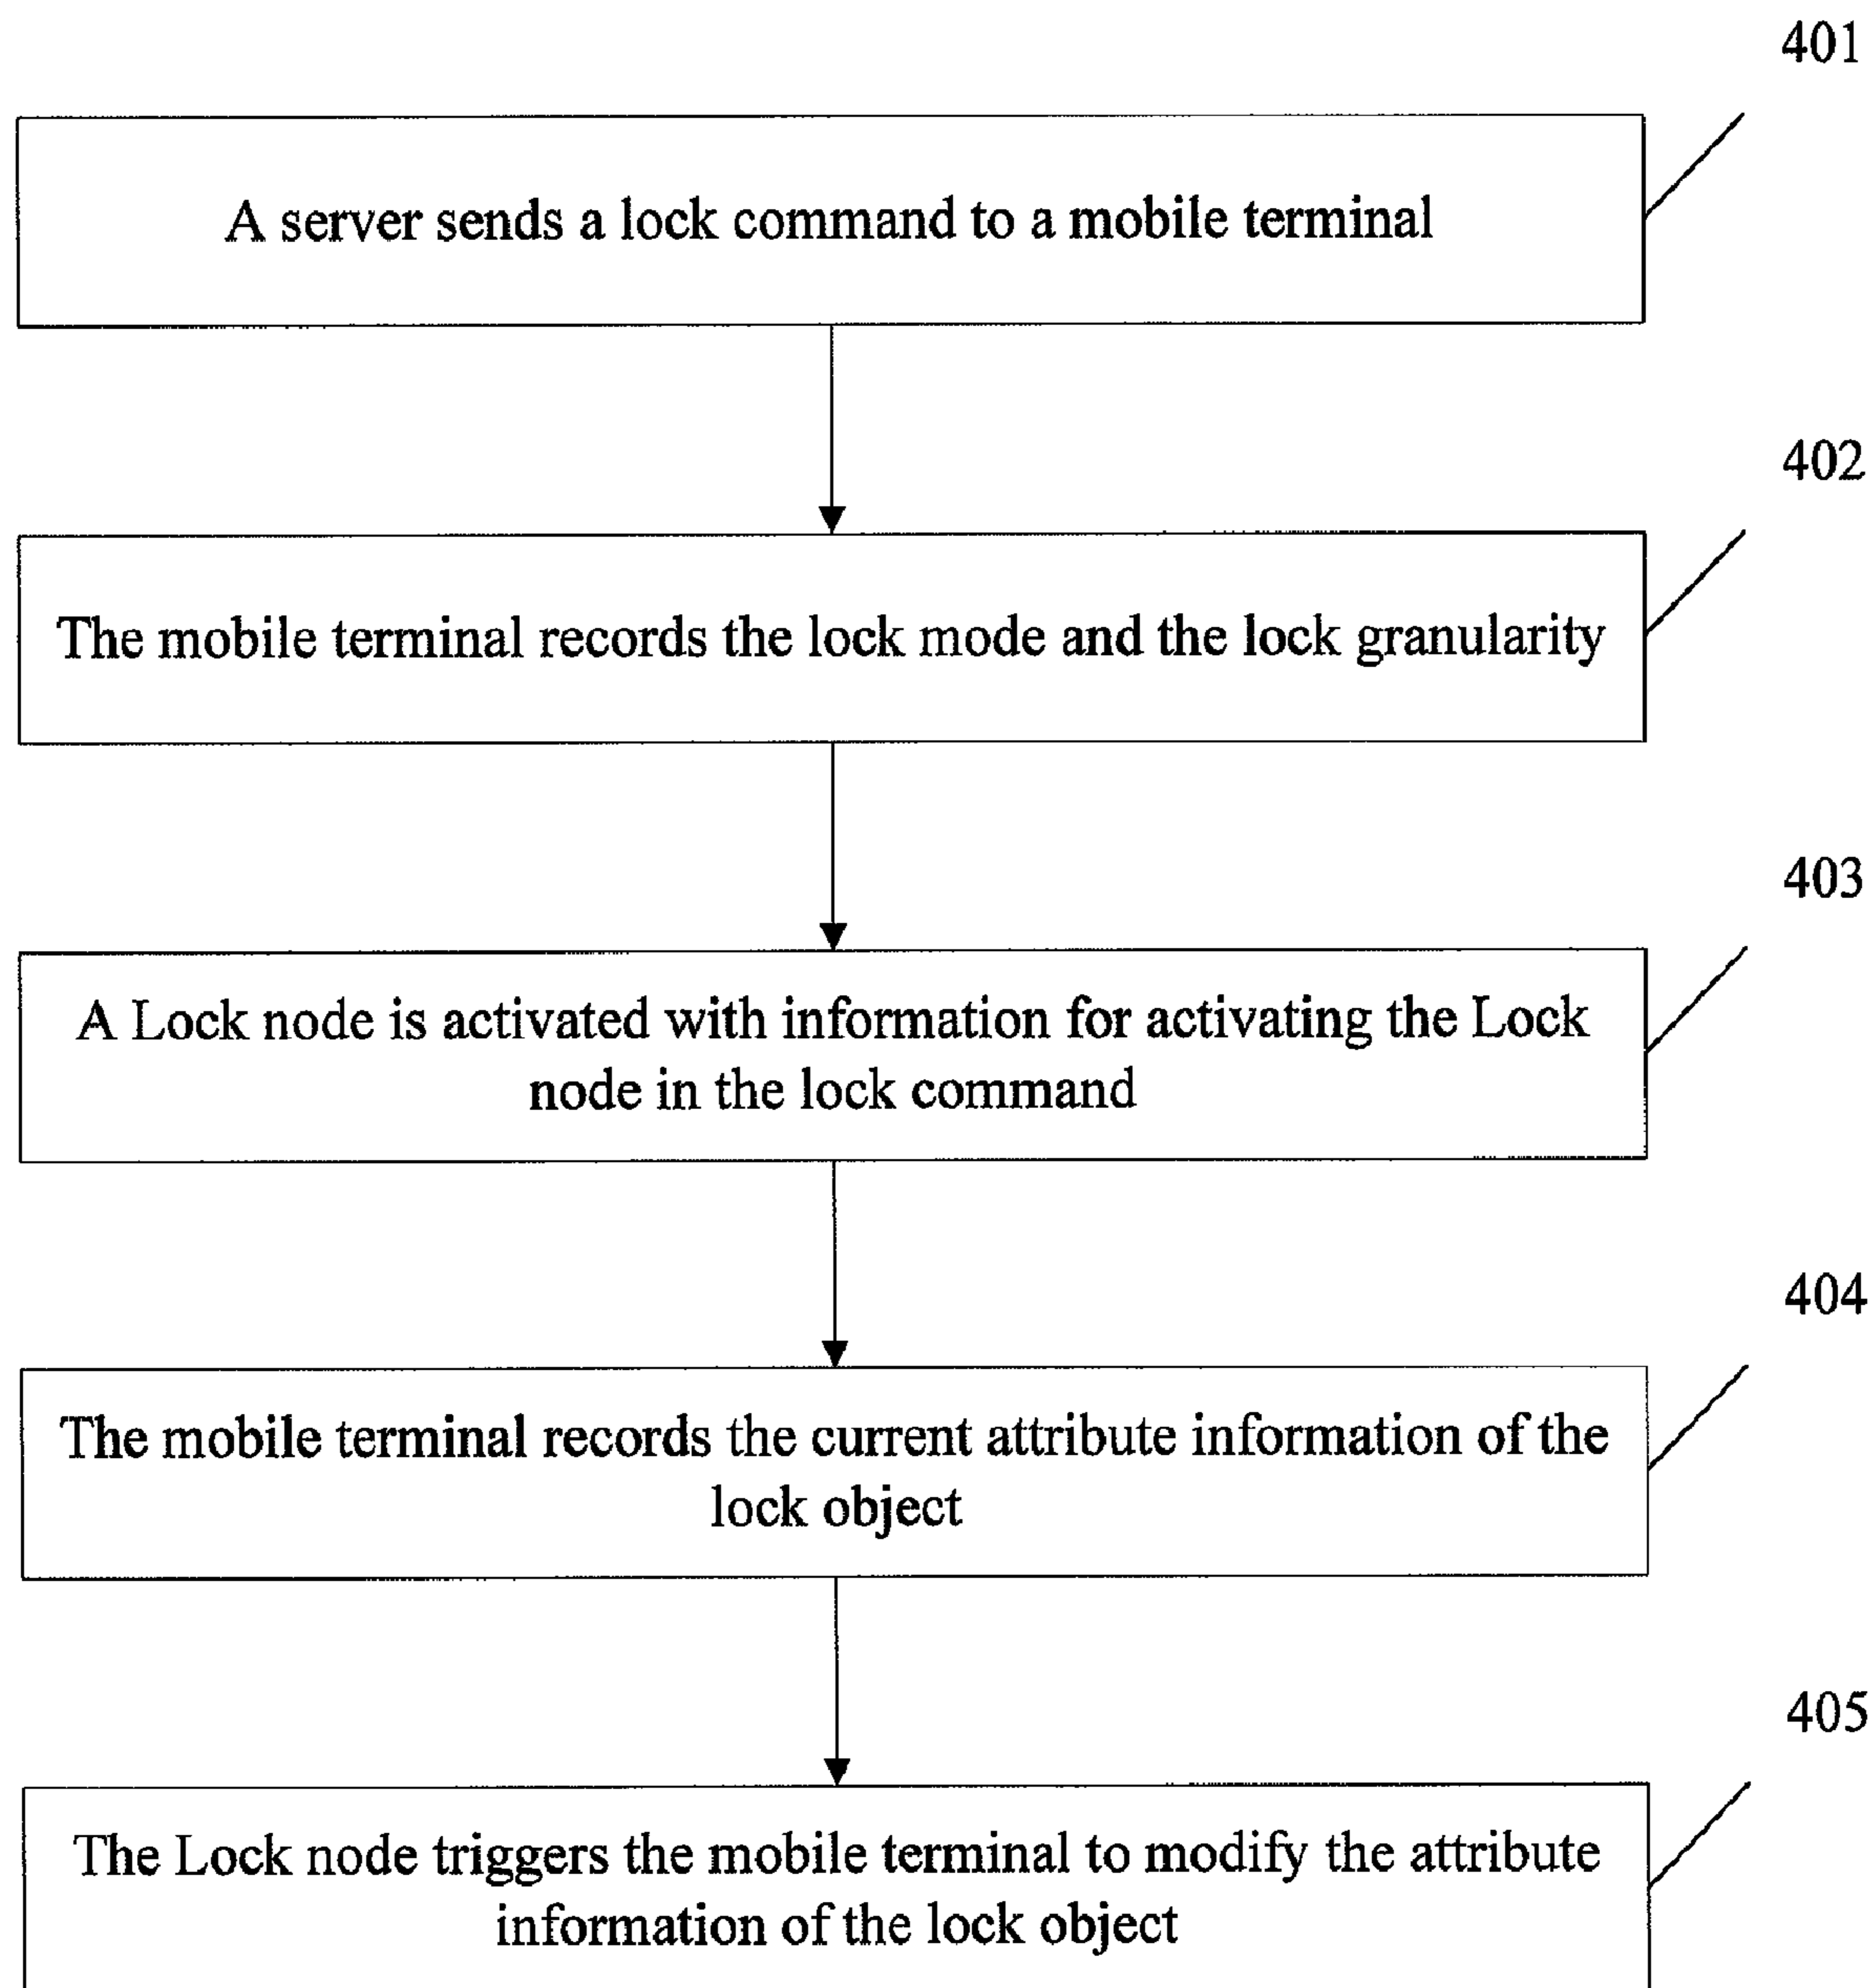 401
A server sends a lock command to a mobile terminal
402
The mobile terminal records the lock mode and the lock granularity
403
A Lock node is activated with information for activating the Lock
node in the lock command
404
The mobile terminal records the current attribute information of the
lock object
405
The Lock node triggers the mobile terminal to modify the attribute
information of the lock object